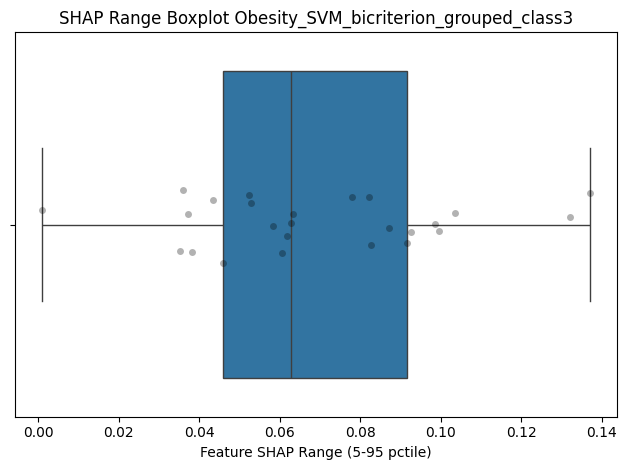 SHAP Range Boxplot Obesity_SVM_bicriterion_grouped_class3
0.00 0.02 0.04 0.06 0.08 0.10 0.12 0.14
Feature SHAP Range (5-95 pctile)